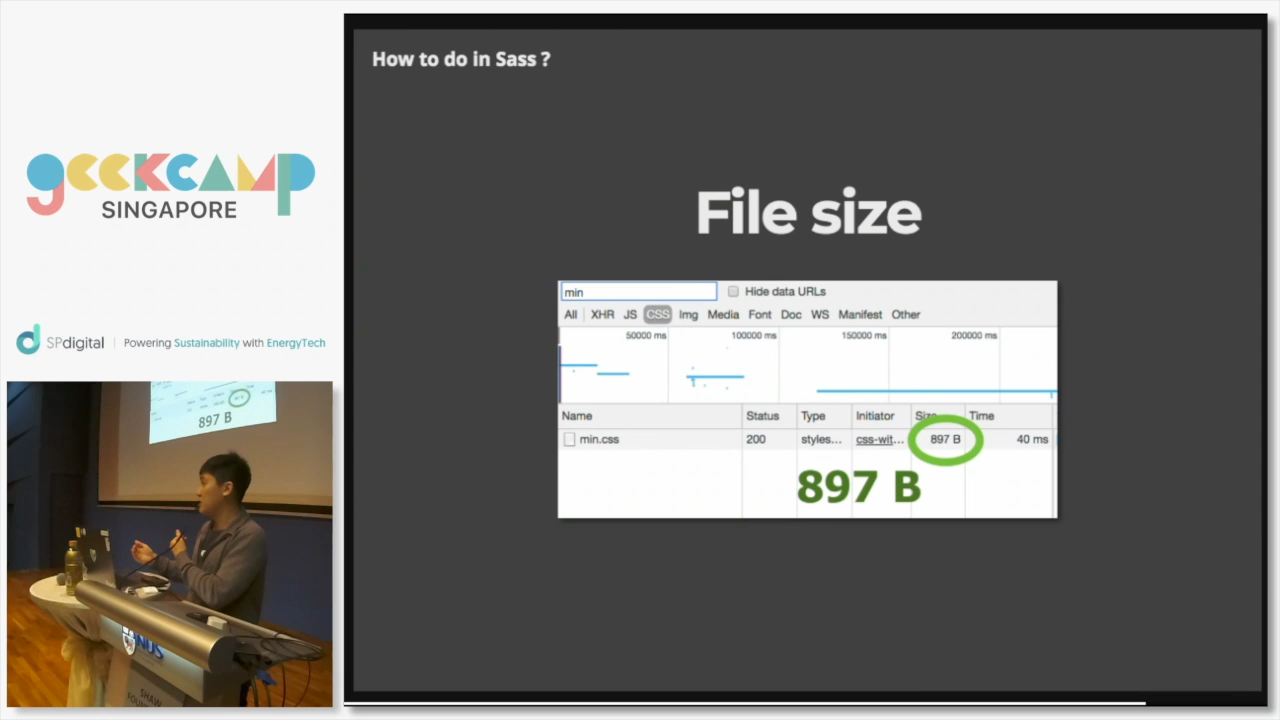 How to do in Sass ?
geekcamp
SINGAPORE
SPdigital | Powering Sustainability with EnergyTech
File size
min
Hide data URLs
All XHR JS CSS Img Media Font Doc WS Manifest Other
50000 ms 100000 ms 150000 ms 200000 ms
Name Status Type Initiator Size Time
min.css 200 styles... css-wit... 897 B 40 ms
897 B
897 B
NUS
SHAW